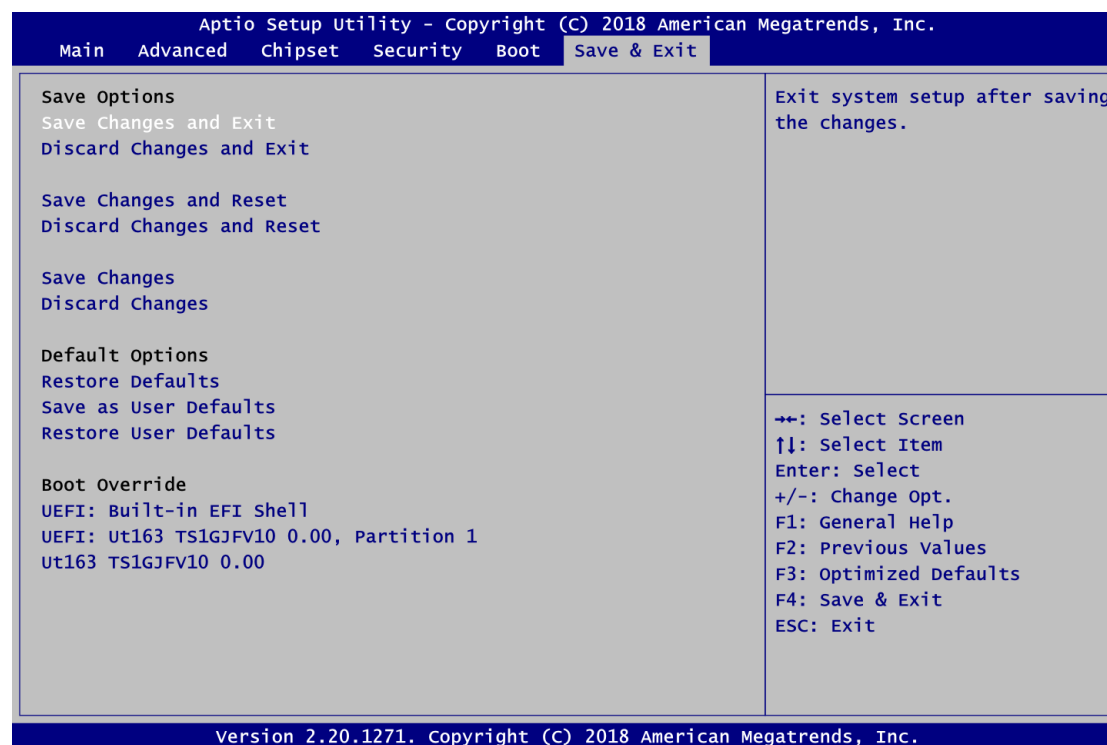 Aptio Setup Utility – Copyright (C) 2018 American Megatrends, Inc.
Main Advanced Chipset Security Boot Save & Exit
Save Options
Save Changes and Exit
Discard Changes and Exit
Save Changes and Reset
Discard Changes and Reset
Save Changes
Discard Changes
Default Options
Restore Defaults
Save as User Defaults
Restore User Defaults
Boot Override
UEFI: Built-in EFI Shell
UEFI: Ut163 TS1GJFV10 0.00, Partition 1
Ut163 TS1GJFV10 0.00
Exit system setup after saving
the changes.
→←: Select Screen
↑↓: Select Item
Enter: Select
+/-: Change Opt.
F1: General Help
F2: Previous Values
F3: Optimized Defaults
F4: Save & Exit
ESC: Exit
Version 2.20.1271. Copyright (C) 2018 American Megatrends, Inc.